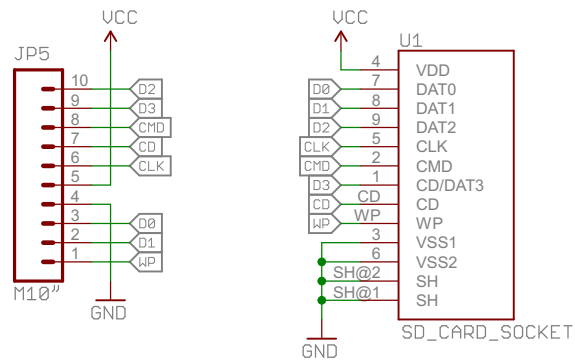 VCC
JP5
10 D2
9 D3
8 CMD
7 CD
6 CLK
5
4
3 D0
2 D1
1 WP
M10"
GND
VCC
U1
4 VDD
D0 7 DAT0
D1 8 DAT1
D2 9 DAT2
CLK 5 CLK
CMD 2 CMD
D3 1 CD/DAT3
CD CD CD
WP WP WP
3 VSS1
6 VSS2
SH@2 SH
SH@1 SH
SD_CARD_SOCKET
GND